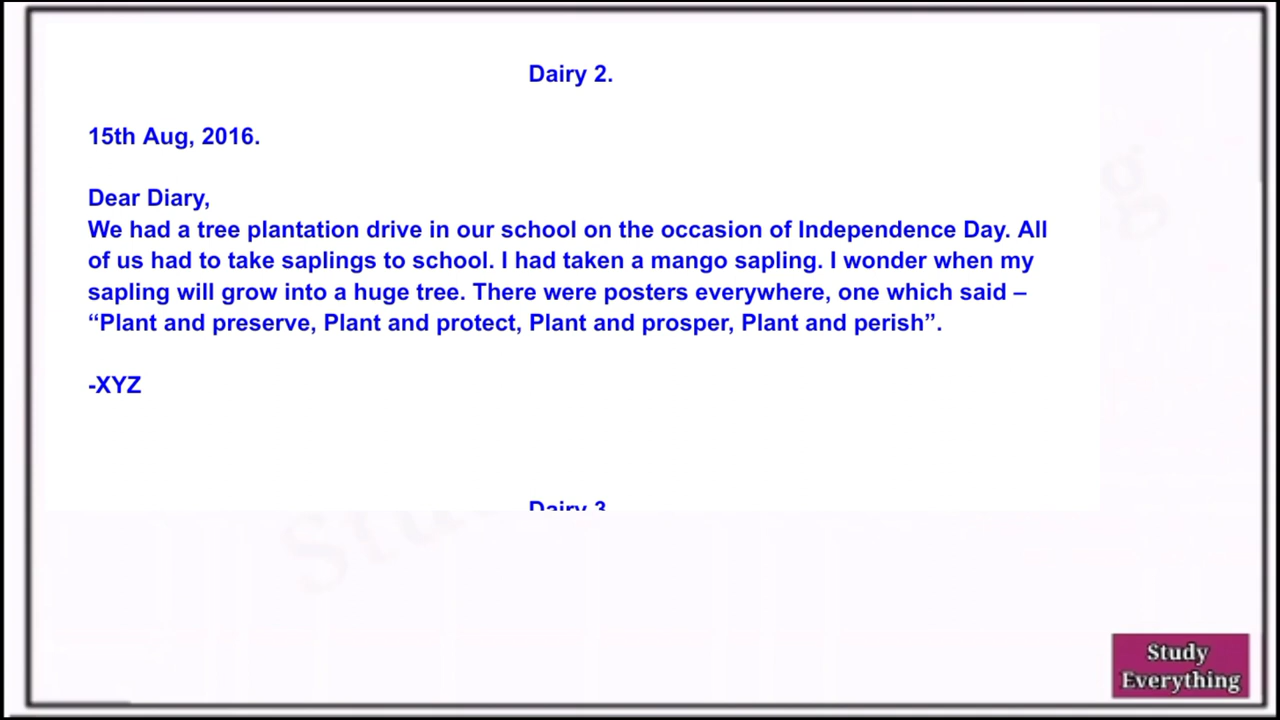 Dairy 2.
15th Aug, 2016.
Dear Diary,
We had a tree plantation drive in our school on the occasion of Independence Day. All
of us had to take saplings to school. I had taken a mango sapling. I wonder when my
sapling will grow into a huge tree. There were posters everywhere, one which said –
“Plant and preserve, Plant and protect, Plant and prosper, Plant and perish”.
-XYZ
Dairy 3
Study
Everything